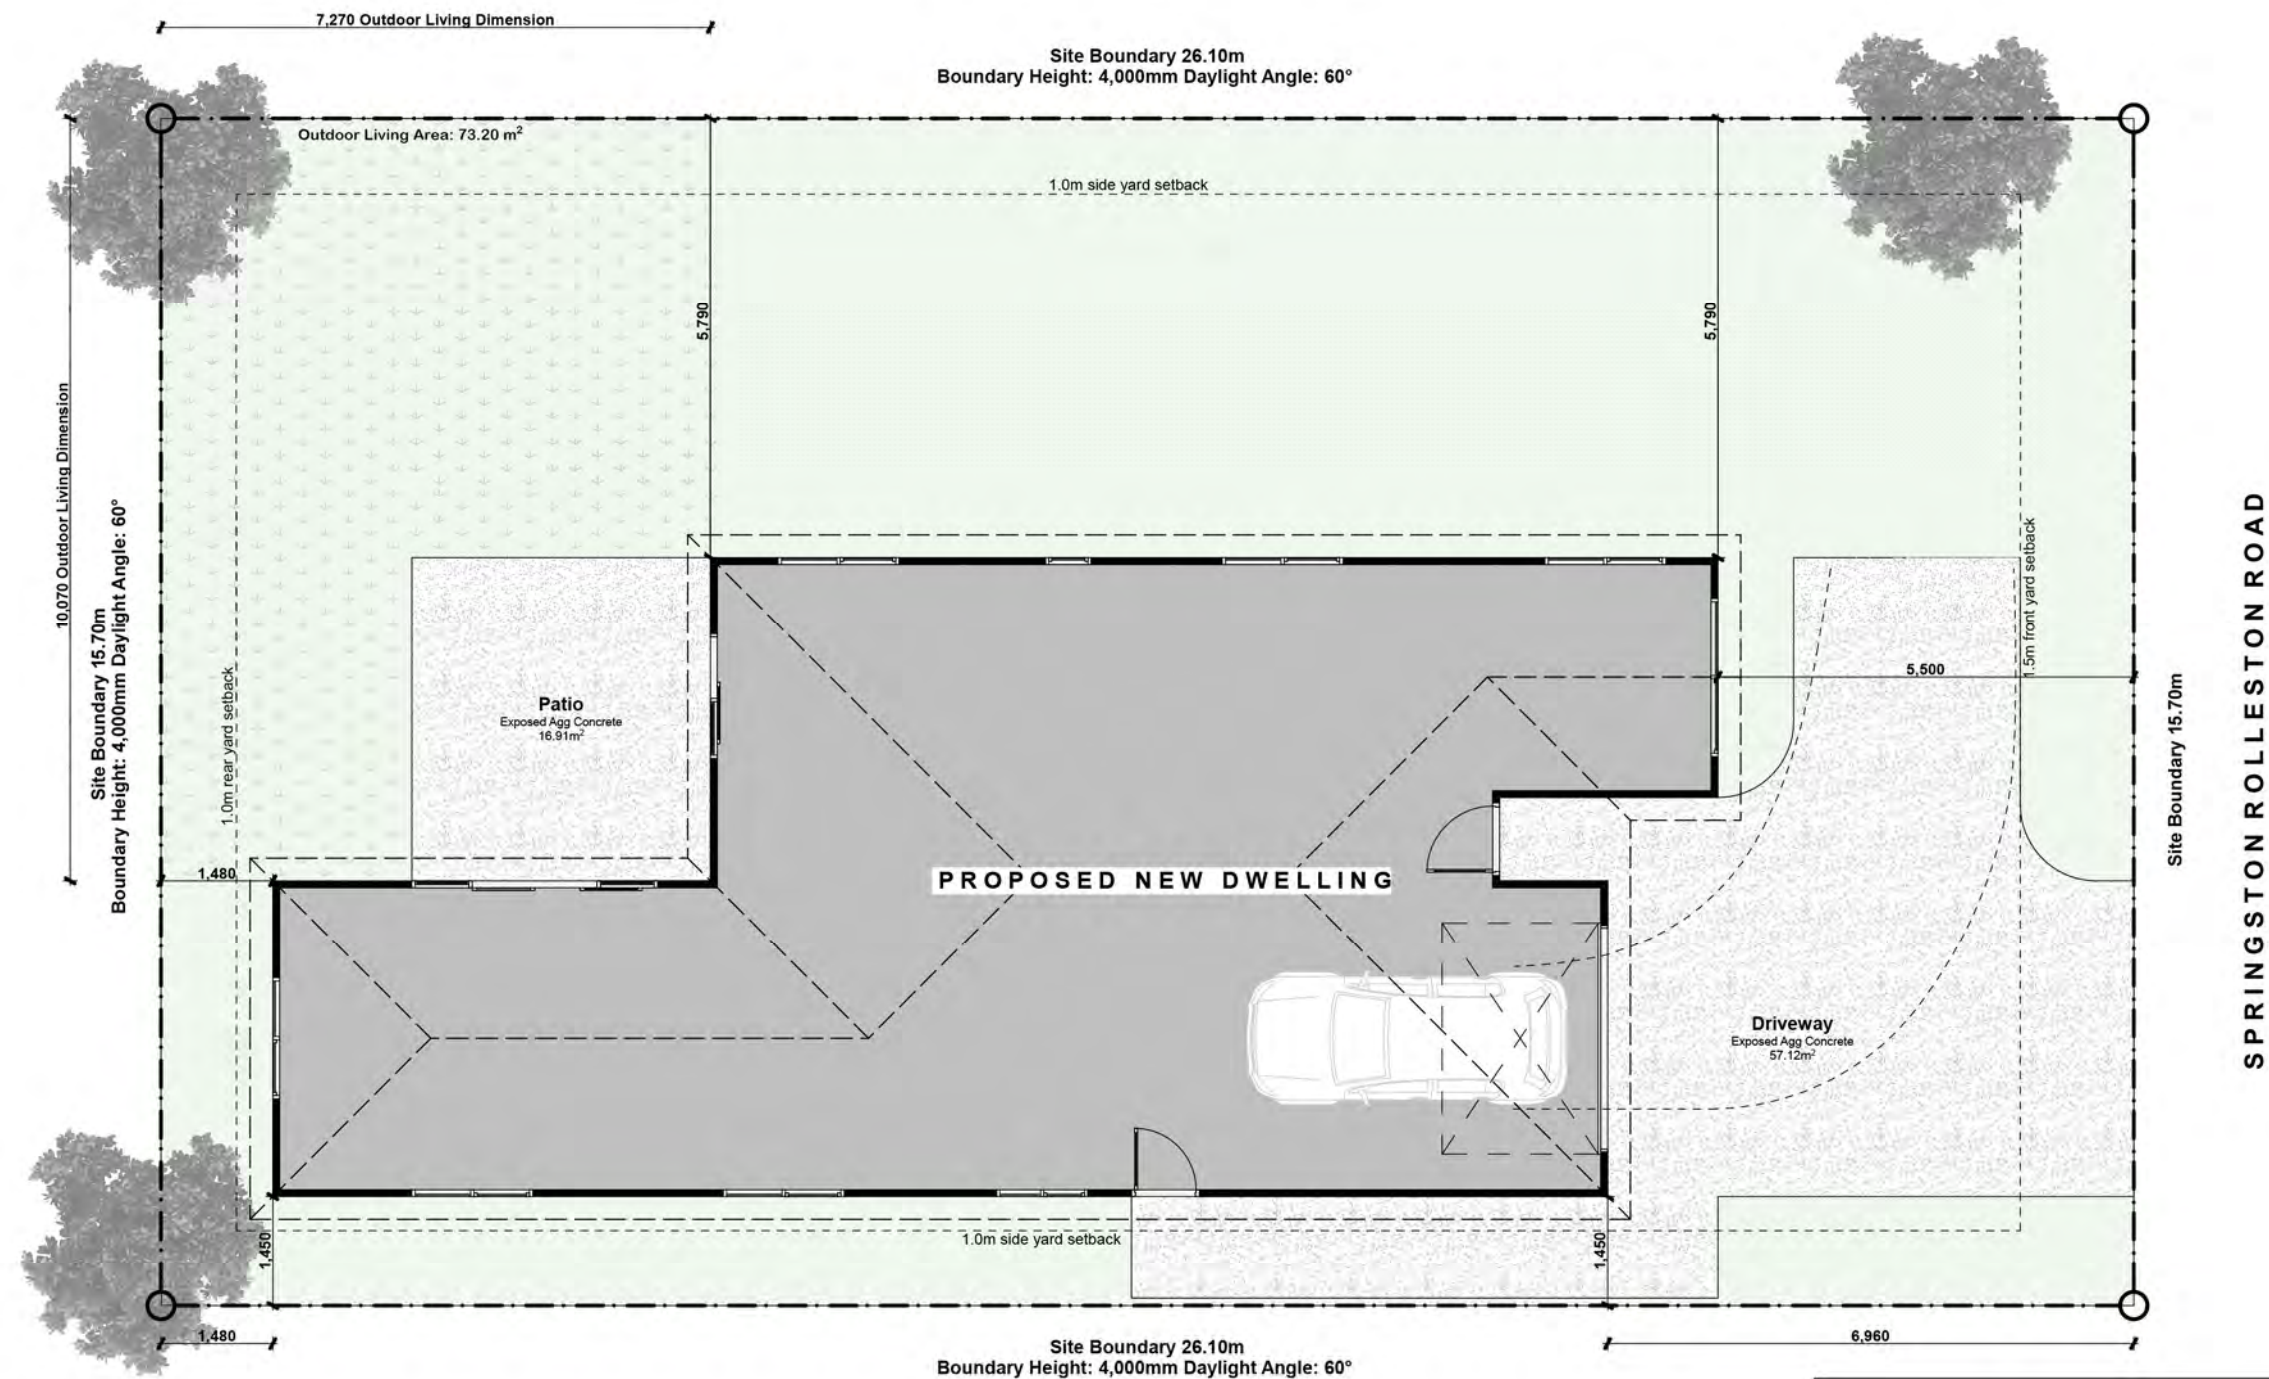 7,270 Outdoor Living Dimension
Site Boundary 26.10m
Boundary Height: 4,000mm Daylight Angle: 60°
Outdoor Living Area: 73.20 m²
1.0m side yard setback
5,790
5,790
10,070 Outdoor Living Dimension
Site Boundary 15.70m
Boundary Height: 4,000mm Daylight Angle: 60°
1.0m rear yard setback
Patio
Exposed Agg Concrete
16.91m²
1.5m front yard setback
5,500
Site Boundary 15.70m
SPRINGSTON ROLLESTON ROAD
1,480
PROPOSED NEW DWELLING
Driveway
Exposed Agg Concrete
57.12m²
1.0m side yard setback
1,450
1,450
1,480
6,960
Site Boundary 26.10m
Boundary Height: 4,000mm Daylight Angle: 60°